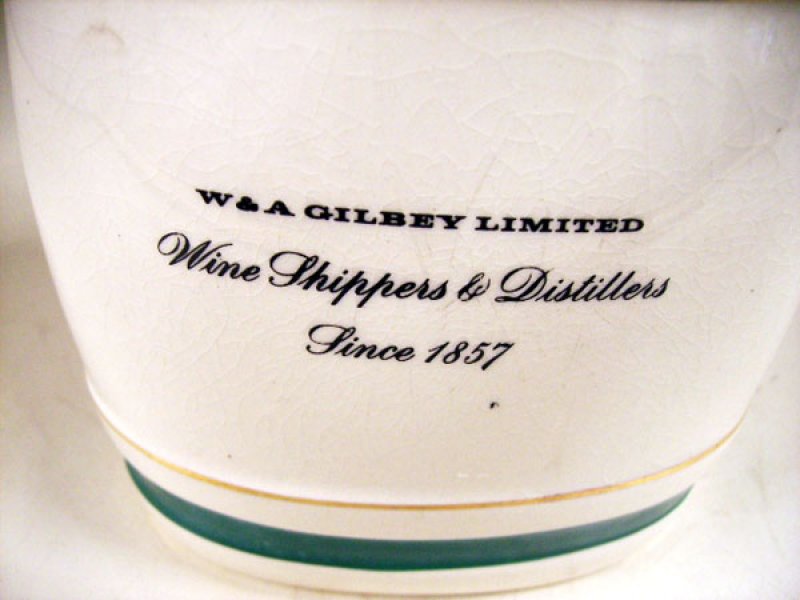 W & A GILBEY LIMITED
Wine Shippers & Distillers
Since 1857